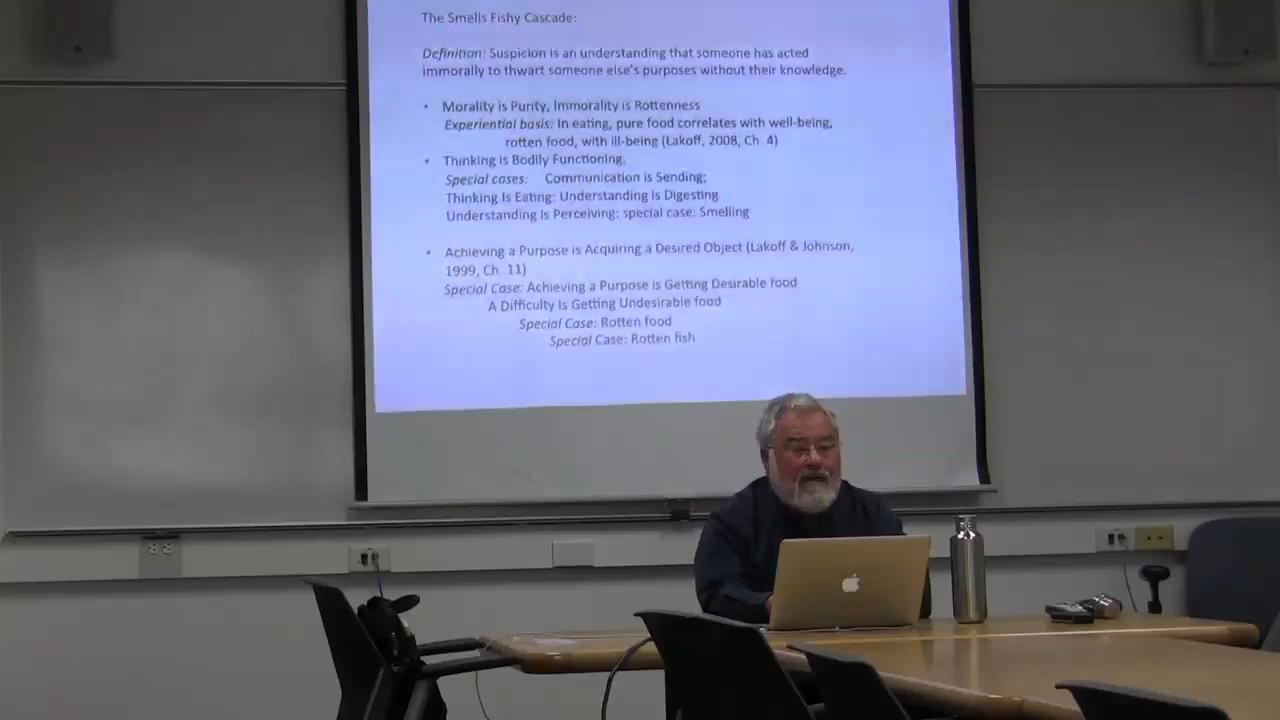 The Smells Fishy Cascade:
Definition: Suspicion is an understanding that someone has acted
immorally to thwart someone else's purposes without their knowledge.
• Morality is Purity, Immorality is Rottenness
Experiential basis: In eating, pure food correlates with well-being,
rotten food, with ill-being (Lakoff, 2008, Ch. 4)
• Thinking is Bodily Functioning.
Special cases: Communication is Sending;
Thinking Is Eating: Understanding Is Digesting
Understanding Is Perceiving: special case: Smelling
• Achieving a Purpose is Acquiring a Desired Object (Lakoff & Johnson,
1999, Ch. 11)
Special Case: Achieving a Purpose is Getting Desirable food
A Difficulty Is Getting Undesirable food
Special Case: Rotten food
Special Case: Rotten fish